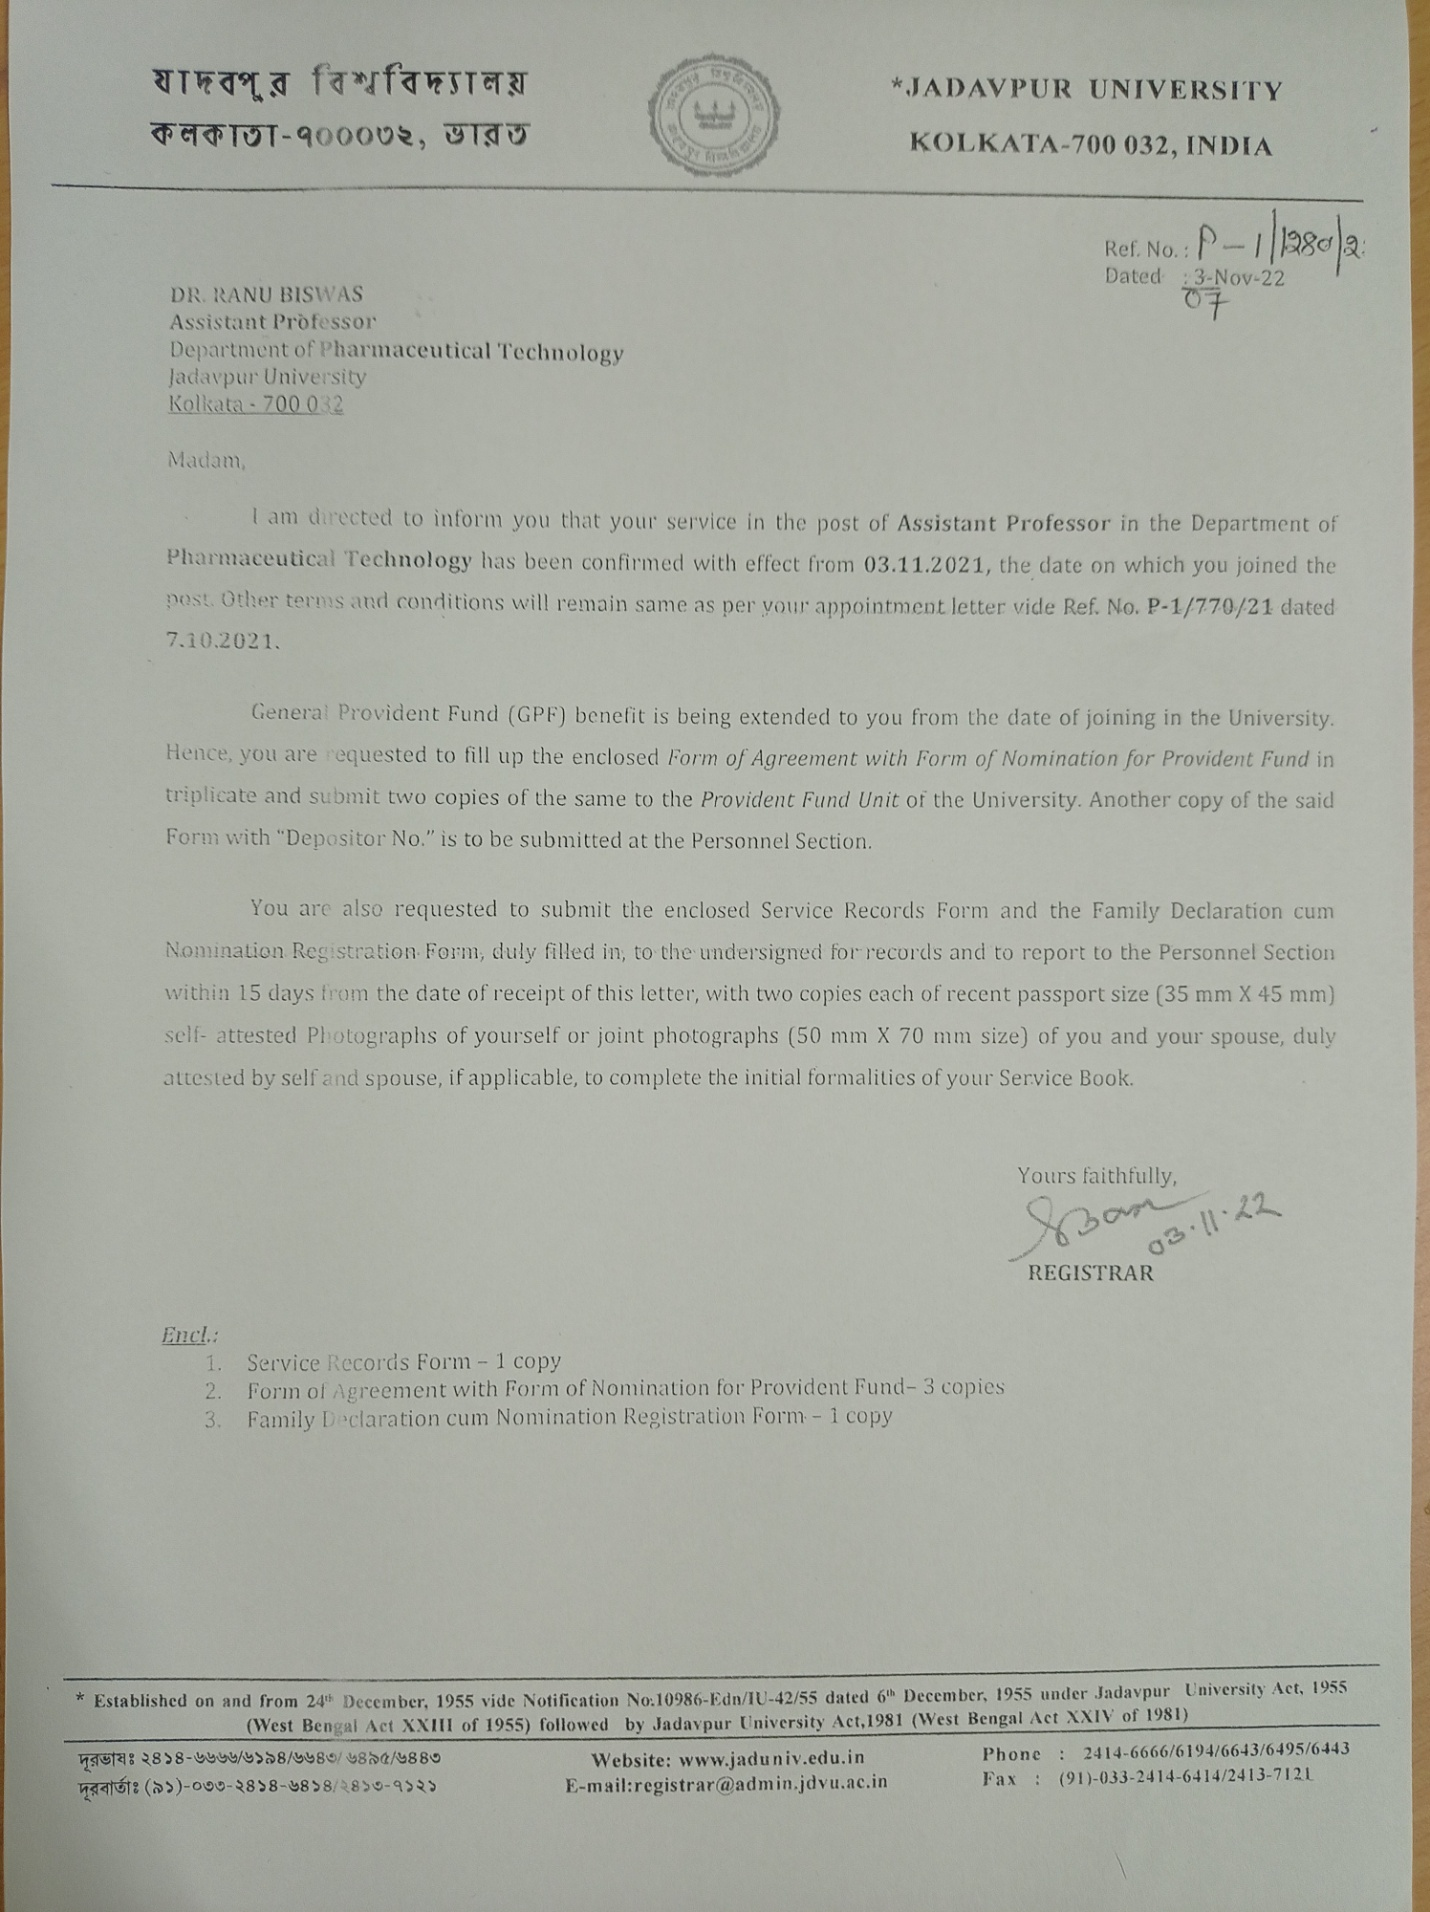 যাদবপুর বিশ্ববিদ্যালয়
কলকাতা-৭০০০৩২, ভারত
*JADAVPUR UNIVERSITY
KOLKATA-700 032, INDIA
Ref. No. : P-1/1280/2
Dated : 3-Nov-22
07
DR. RANU BISWAS
Assistant Professor
Department of Pharmaceutical Technology
Jadavpur University
Kolkata - 700 032
Madam,
I am directed to inform you that your service in the post of Assistant Professor in the Department of
Pharmaceutical Technology has been confirmed with effect from 03.11.2021, the date on which you joined the
post. Other terms and conditions will remain same as per your appointment letter vide Ref. No. P-1/770/21 dated
7.10.2021.
General Provident Fund (GPF) benefit is being extended to you from the date of joining in the University.
Hence, you are requested to fill up the enclosed Form of Agreement with Form of Nomination for Provident Fund in
triplicate and submit two copies of the same to the Provident Fund Unit of the University. Another copy of the said
Form with “Depositor No.” is to be submitted at the Personnel Section.
You are also requested to submit the enclosed Service Records Form and the Family Declaration cum
Nomination Registration Form, duly filled in, to the undersigned for records and to report to the Personnel Section
within 15 days from the date of receipt of this letter, with two copies each of recent passport size (35 mm X 45 mm)
self- attested Photographs of yourself or joint photographs (50 mm X 70 mm size) of you and your spouse, duly
attested by self and spouse, if applicable, to complete the initial formalities of your Service Book.
Yours faithfully,
03.11.22
REGISTRAR
Encl.:
1. Service Records Form – 1 copy
2. Form of Agreement with Form of Nomination for Provident Fund– 3 copies
3. Family Declaration cum Nomination Registration Form – 1 copy
* Established on and from 24th December, 1955 vide Notification No.10986-Edn/IU-42/55 dated 6th December, 1955 under Jadavpur University Act, 1955
(West Bengal Act XXIII of 1955) followed by Jadavpur University Act,1981 (West Bengal Act XXIV of 1981)
দূরভাষঃ ২৪১৪-৬৬৬৬/৬১৯৪/৬৬৪৩/৬৪৯৫/৬৪৪৩
দূরবার্তাঃ (৯১)-০৩৩-২৪১৪-৬৪১৪/২৪১৩-৭১২১
Website: www.jaduniv.edu.in
E-mail:registrar@admin.jdvu.ac.in
Phone : 2414-6666/6194/6643/6495/6443
Fax : (91)-033-2414-6414/2413-7121